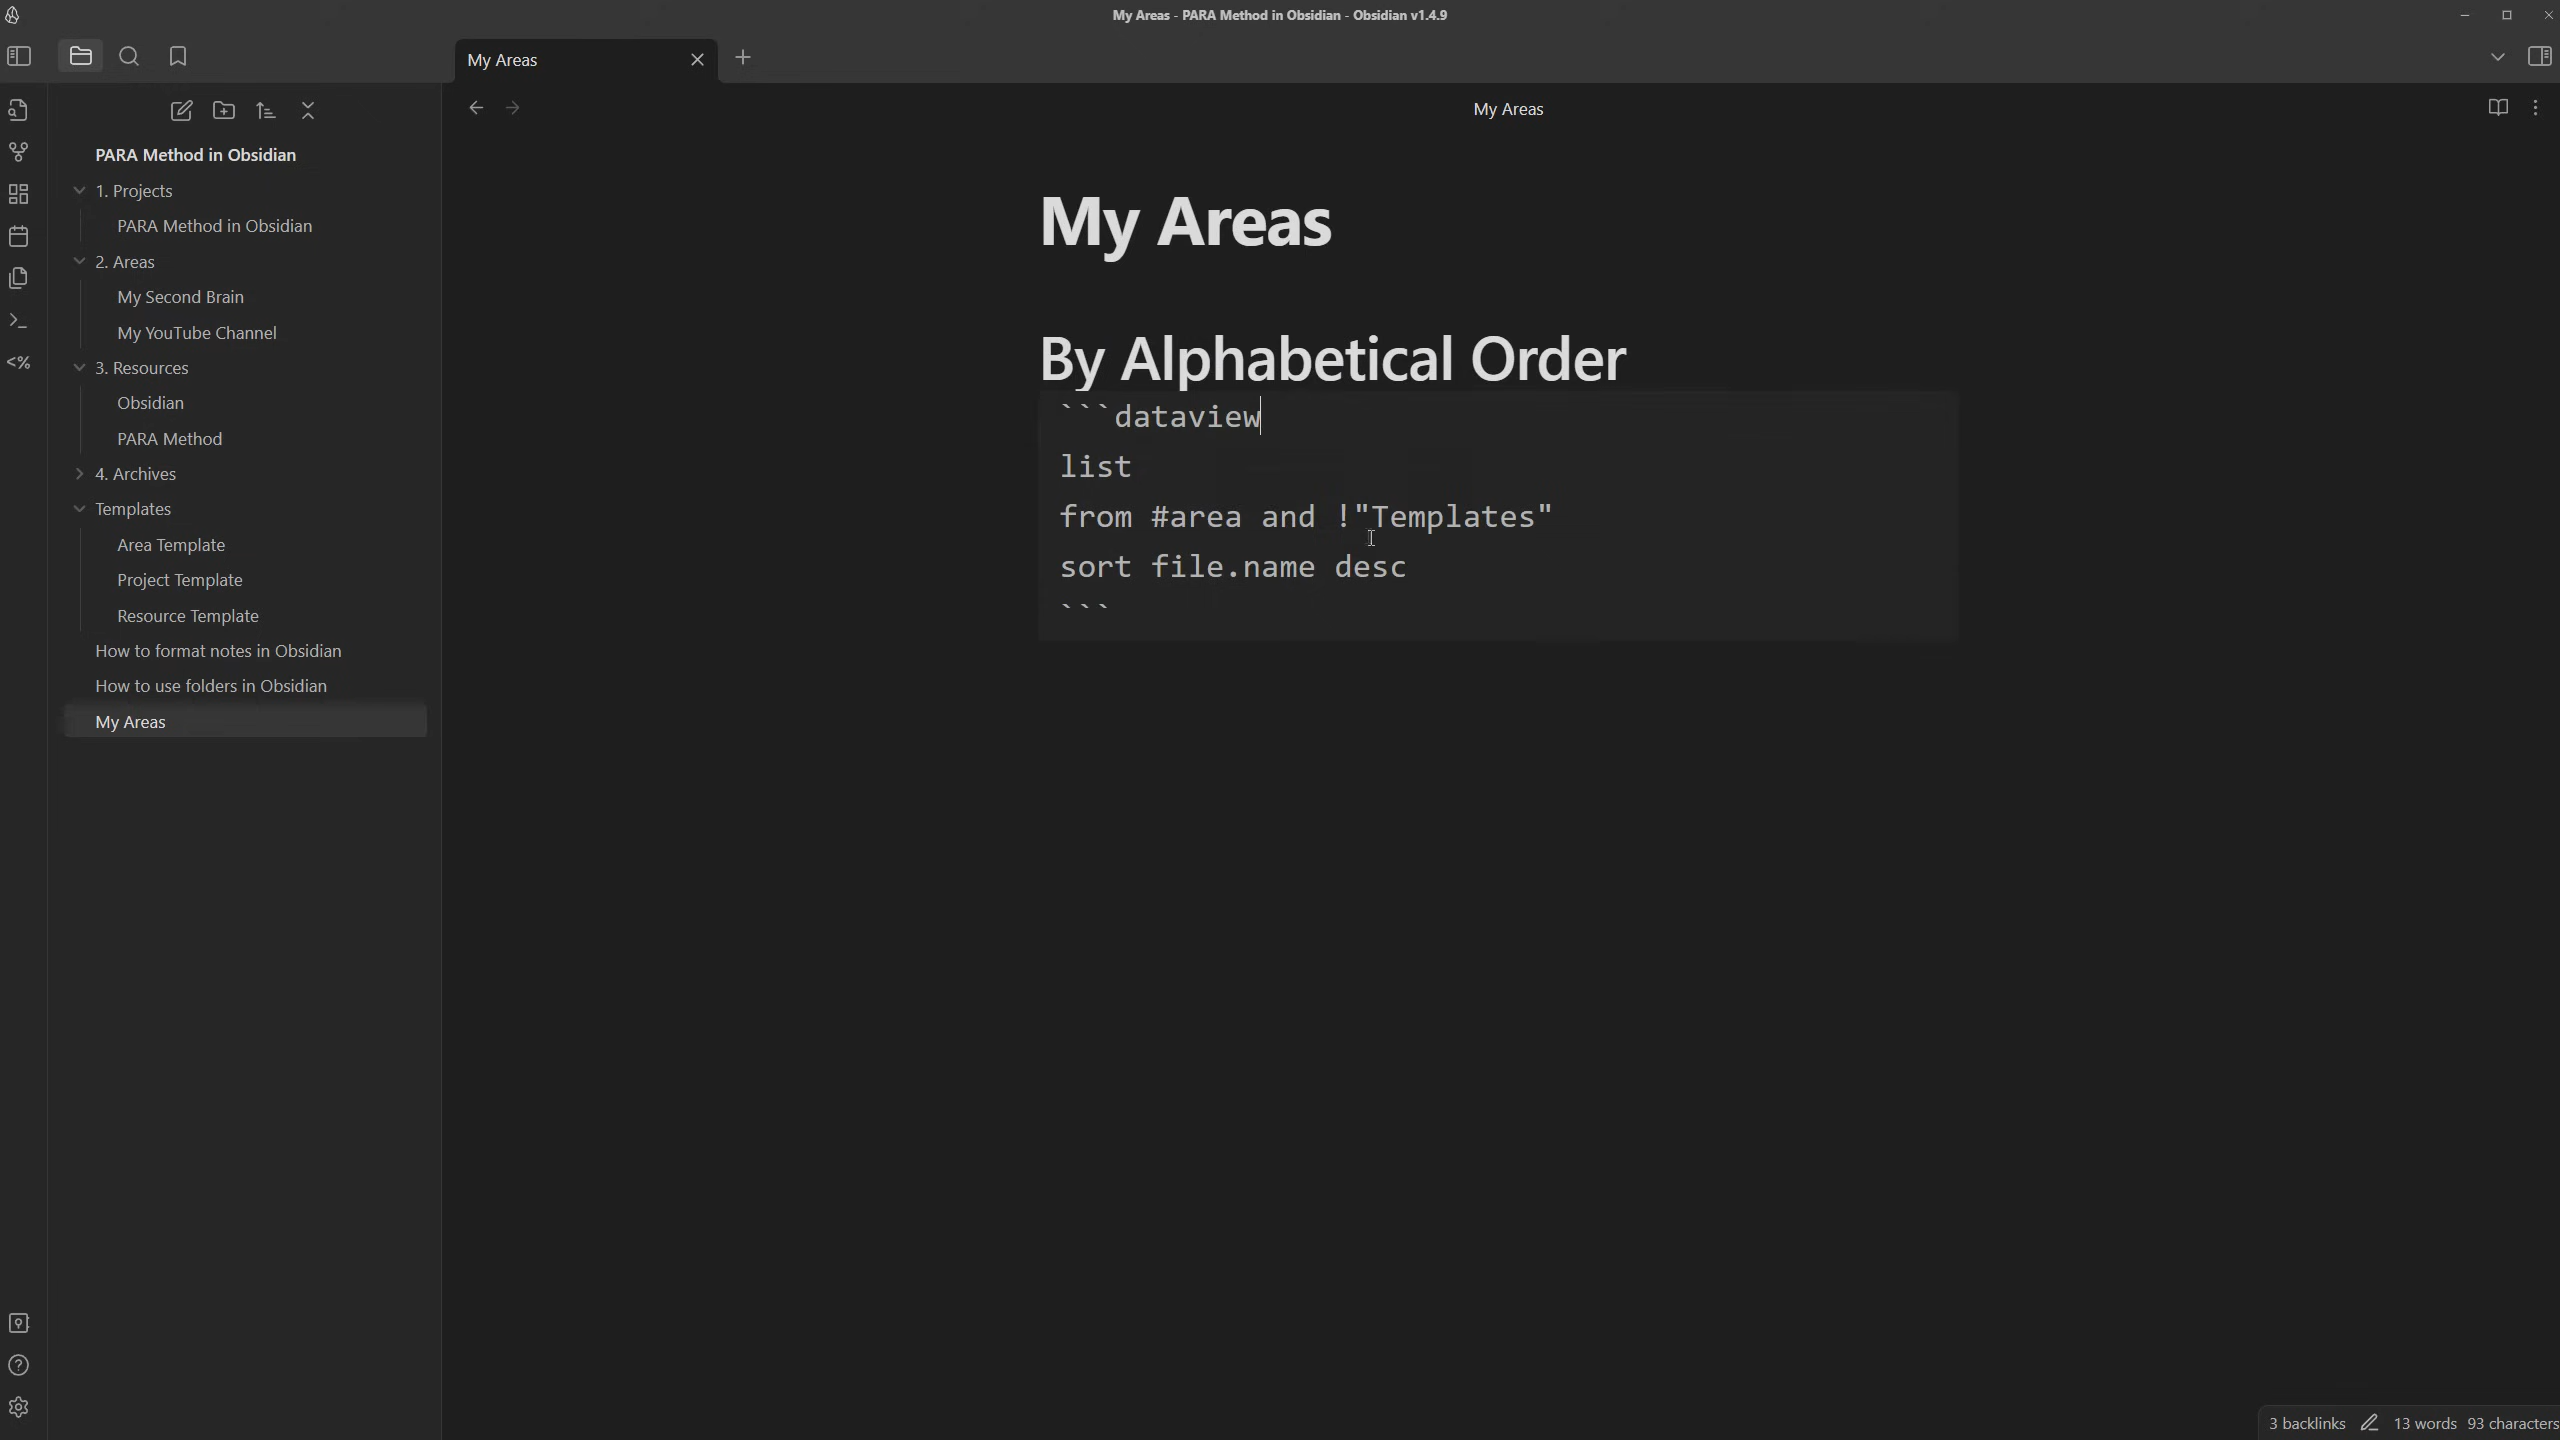 My Areas - PARA Method in Obsidian - Obsidian v1.4.9
My Areas
My Areas
PARA Method in Obsidian
1. Projects
PARA Method in Obsidian
2. Areas
My Second Brain
My YouTube Channel
3. Resources
Obsidian
PARA Method
4. Archives
Templates
Area Template
Project Template
Resource Template
How to format notes in Obsidian
How to use folders in Obsidian
My Areas
<%
My Areas
By Alphabetical Order
```dataview
list
from #area and !"Templates"
sort file.name desc
```
3 backlinks 13 words 93 characters